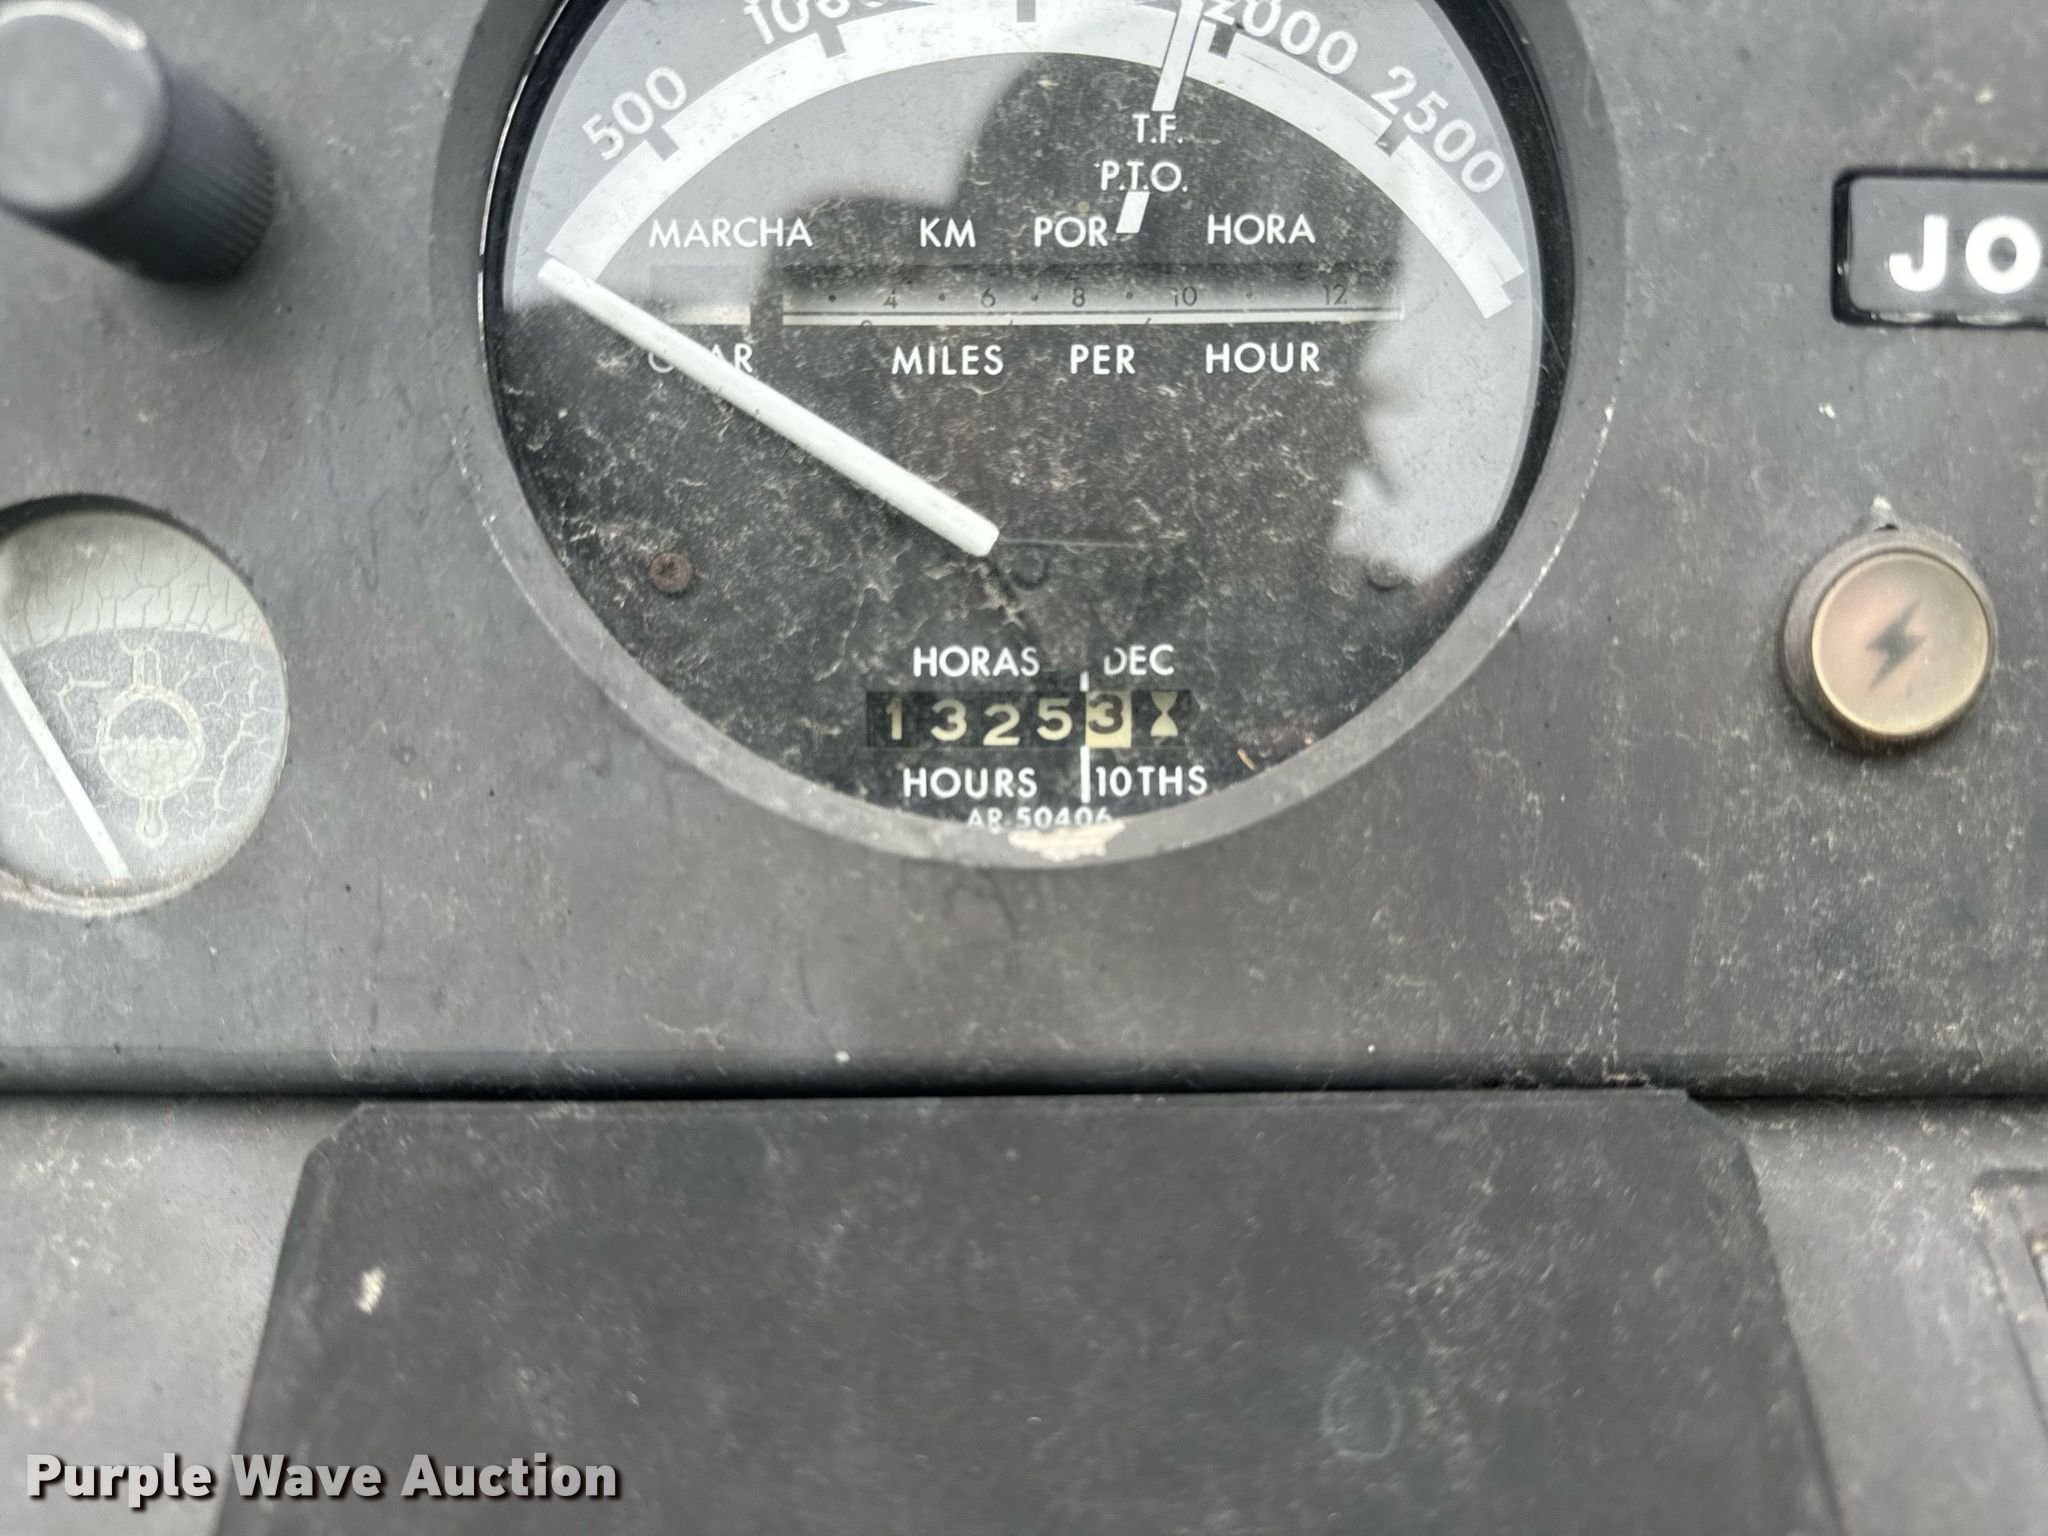 500 2000 2500
T.F.
P.T.O.
MARCHA KM POR HORA
4 6 8 10 12
MILES PER HOUR
JO
HORAS DEC
13253
HOURS 10THS
AR-50406
Purple Wave Auction